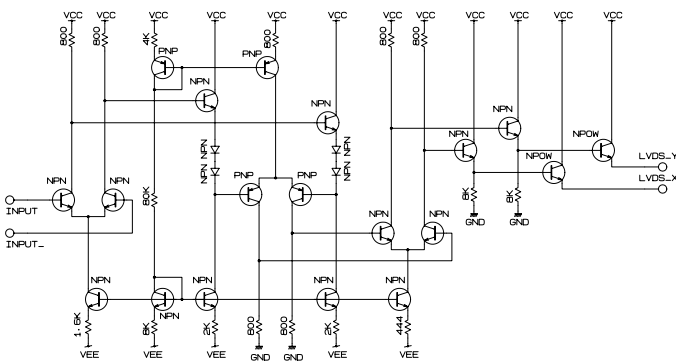 VCC VCC VCC VCC VCC VCC VCC VCC VCC VCC VCC VCC
800 800 4K 800 800 800
PNP PNP
NPN
NPN
NPN
NPN NPN
NPN NPN
NPN
NPOW
NPOW
LVDS_Y
LVDS_X
8K 8K
GND GND
NPN NPN
PNP PNP
80K
INPUT
INPUT_
NPN NPN
NPN NPN NPN NPN NPN
1.6K 8K 2K 800 800 2K 444
VEE VEE VEE GND GND VEE VEE